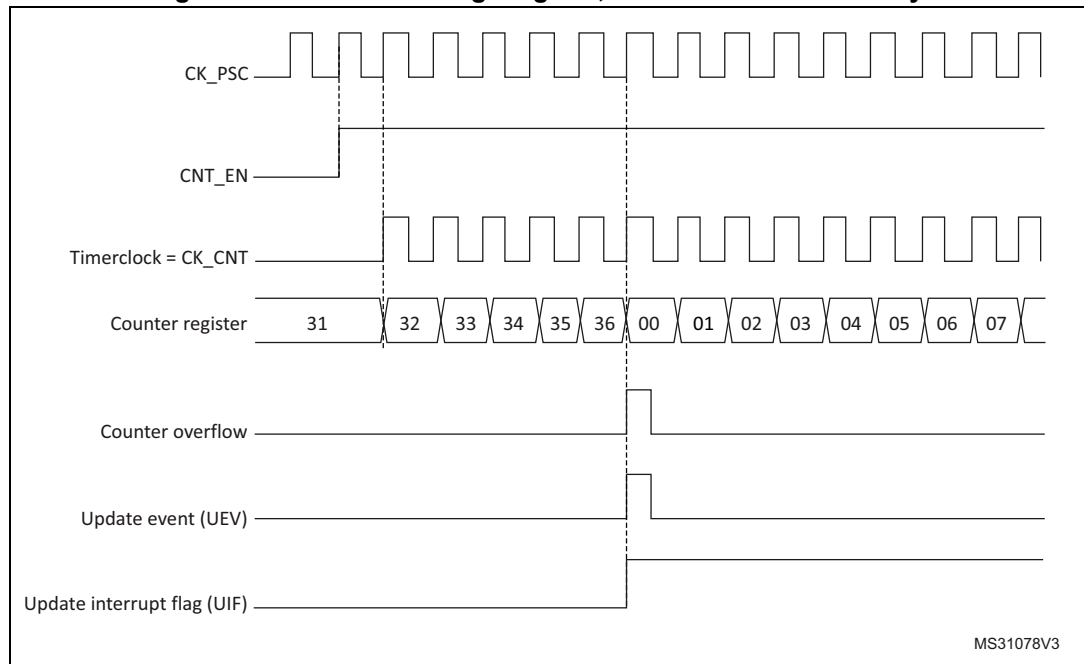 CK_PSC
CNT_EN
Timerclock = CK_CNT
Counter register 31 32 33 34 35 36 00 01 02 03 04 05 06 07
Counter overflow
Update event (UEV)
Update interrupt flag (UIF)
MS31078V3